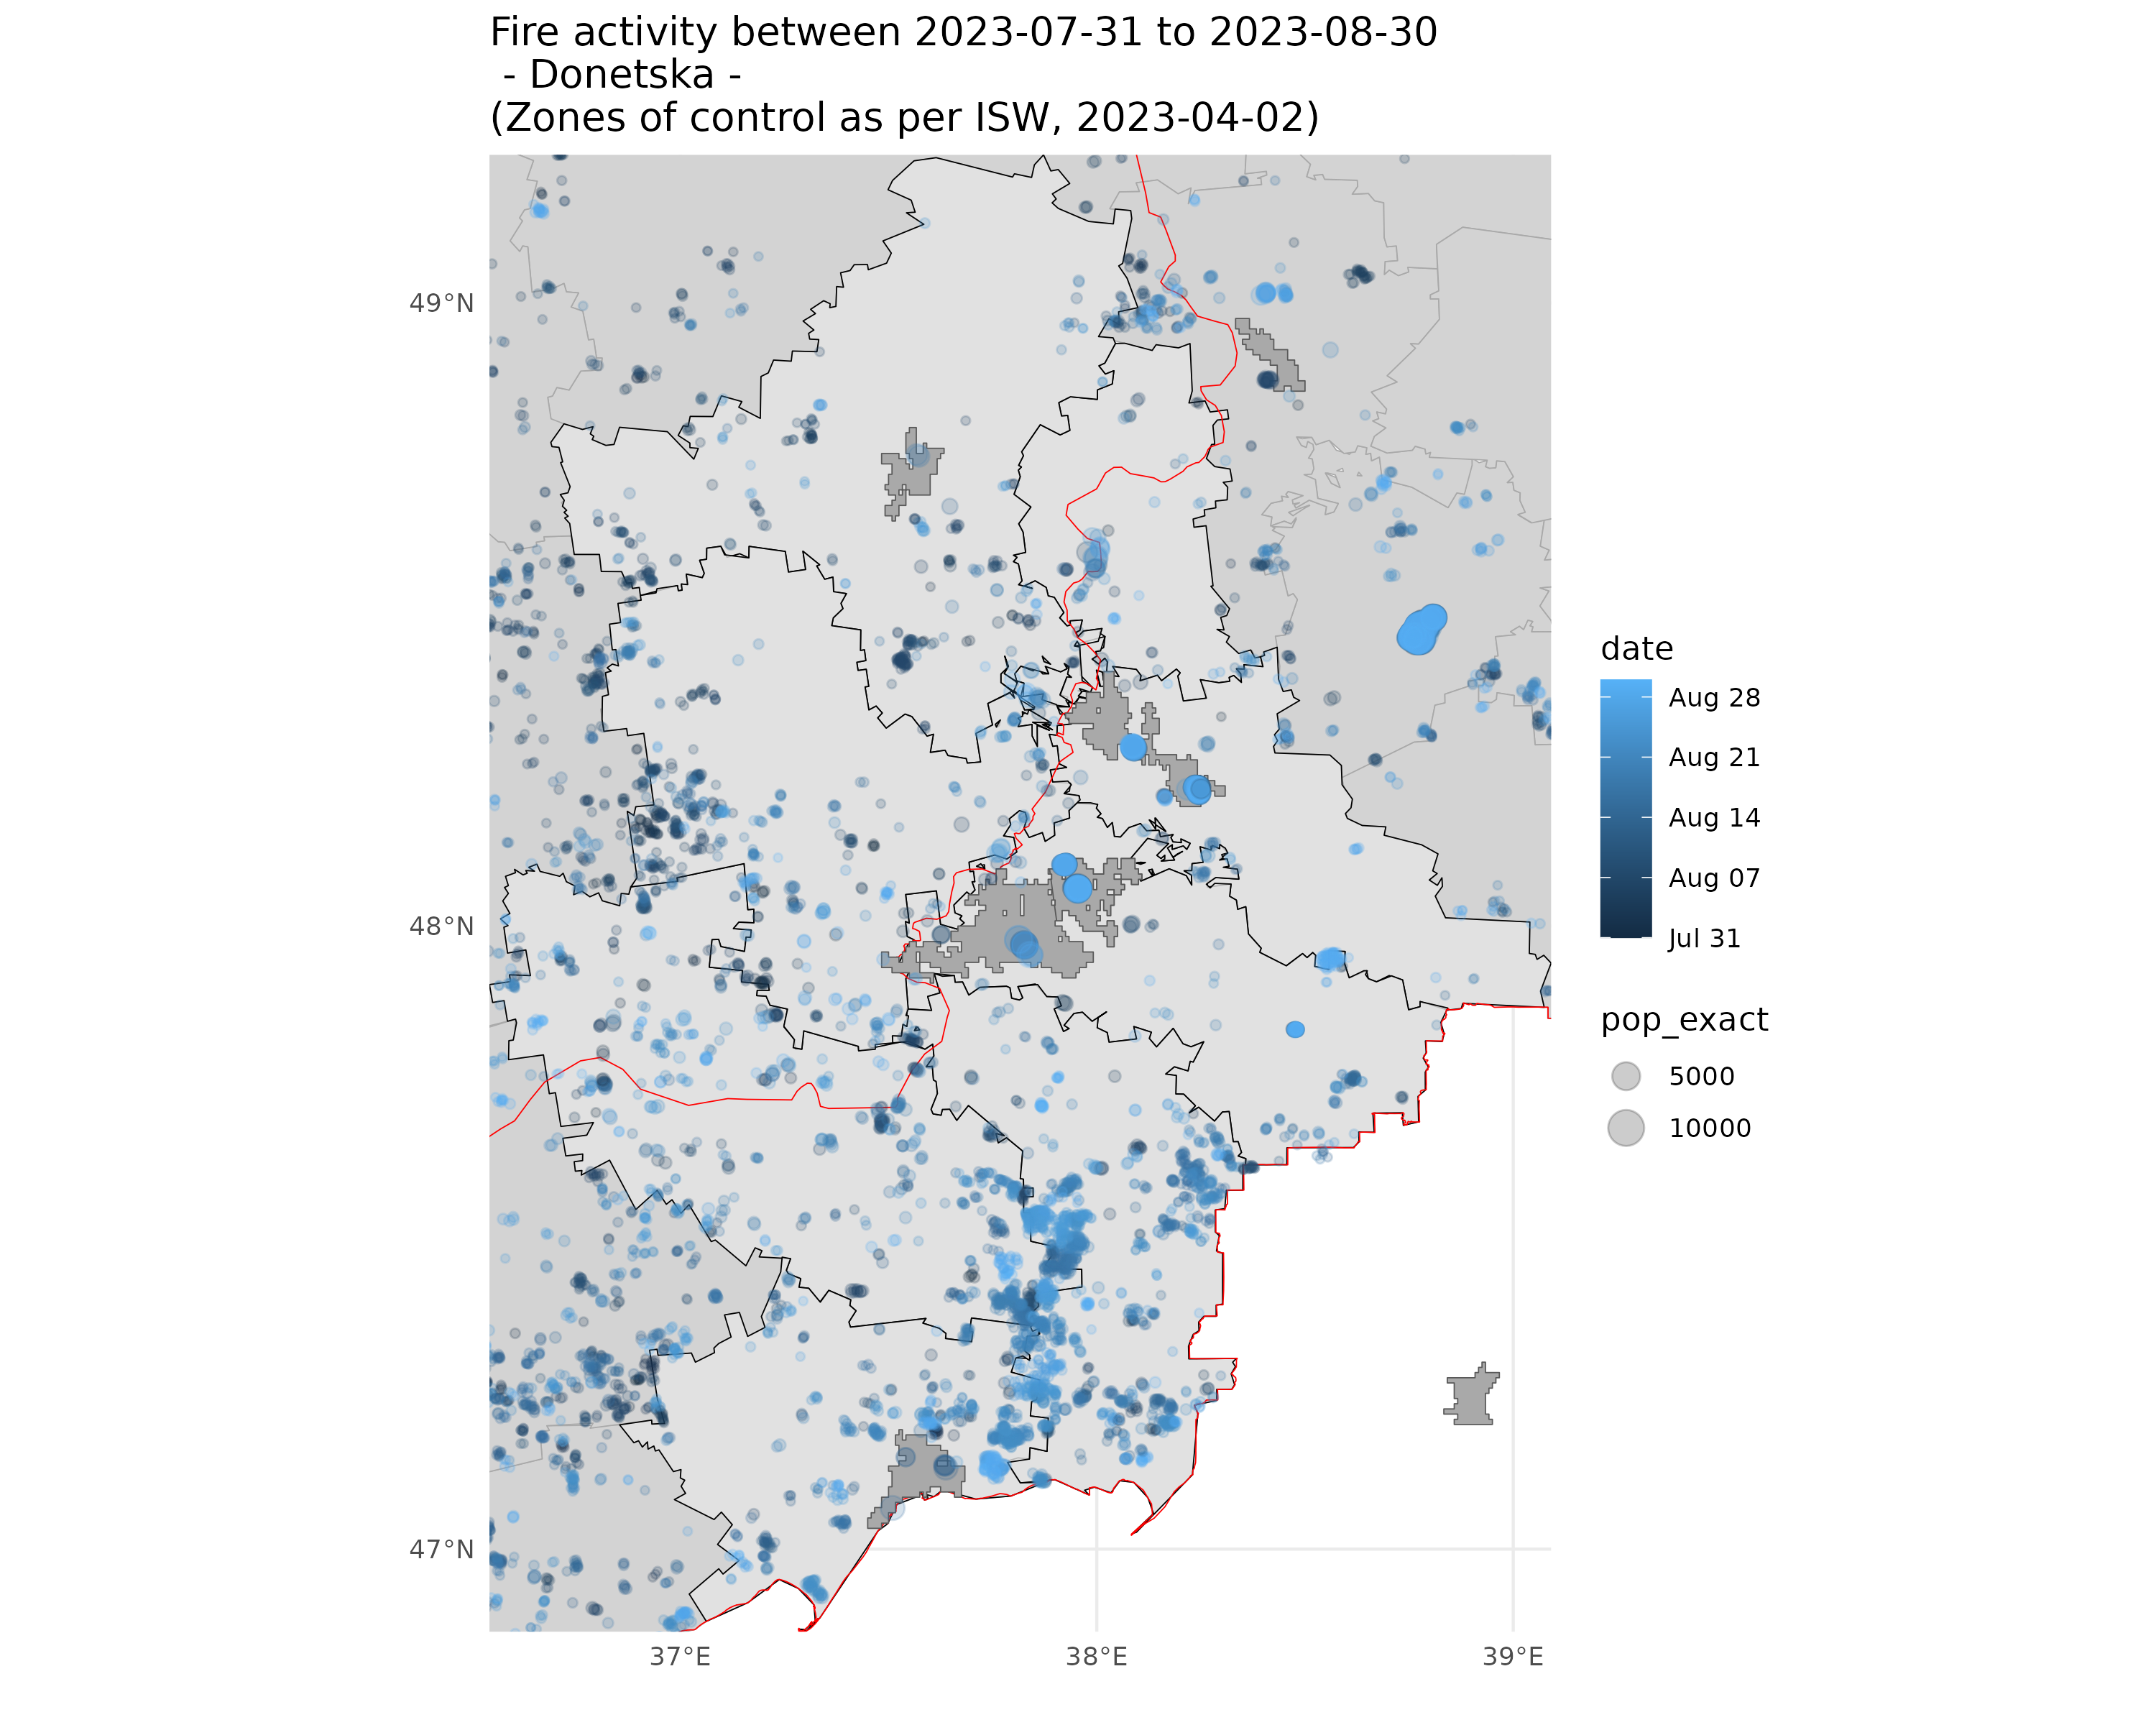 Fire activity between 2023-07-31 to 2023-08-30
- Donetska -
(Zones of control as per ISW, 2023-04-02)
49°N
48°N
47°N
37°E
38°E
39°E
date
Aug 28
Aug 21
Aug 14
Aug 07
Jul 31
pop_exact
5000
10000